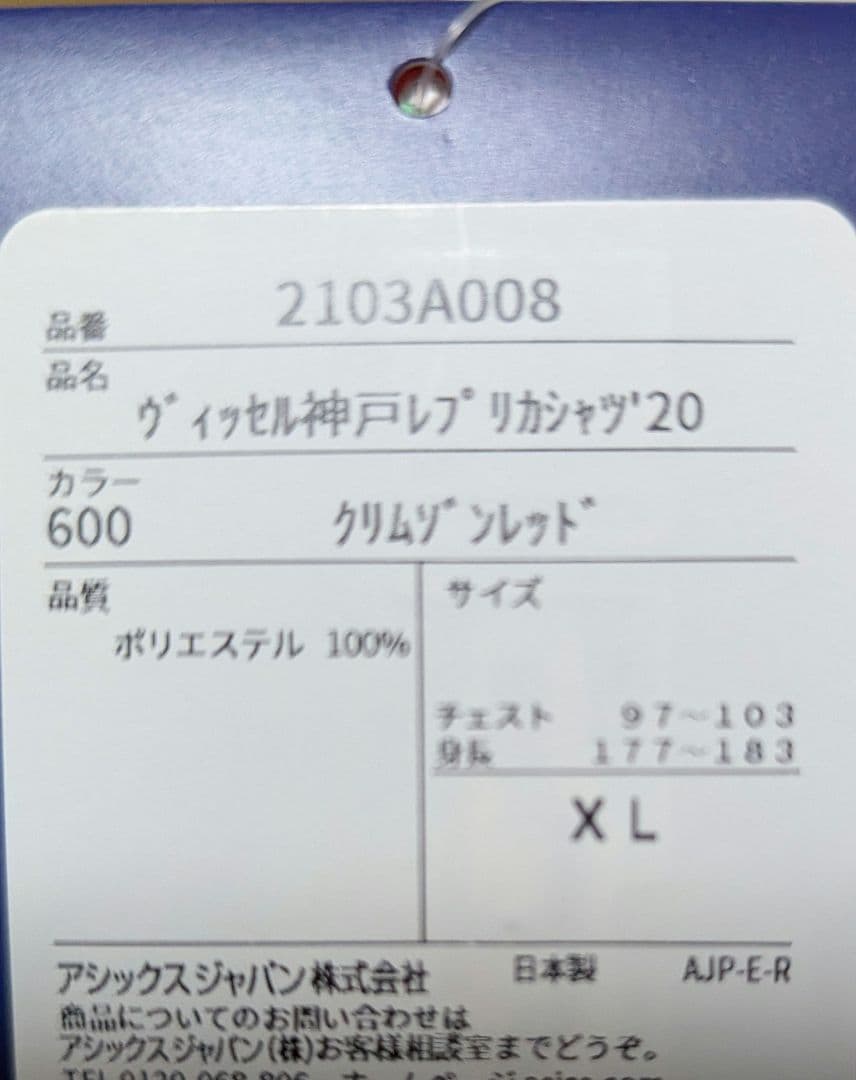 2103A008
品番
品名
ヴィッセル神戸レプリカシャツ'20
カラー
600 クリムゾンレッド
品質
ポリエステル 100%
サイズ
チェスト 97~103
身長 177~183
XL
アシックスジャパン株式会社 日本製 AJP-E-R
商品についてのお問い合わせは
アシックスジャパン(株)お客様相談室までどうぞ。